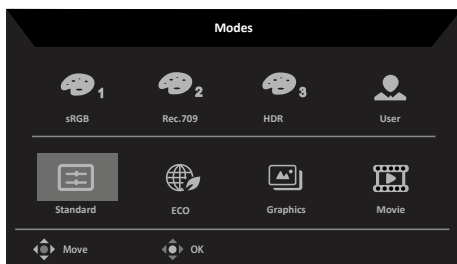 Modes
1 2 3
sRGB Rec.709 HDR User
Standard ECO Graphics Movie
Move OK